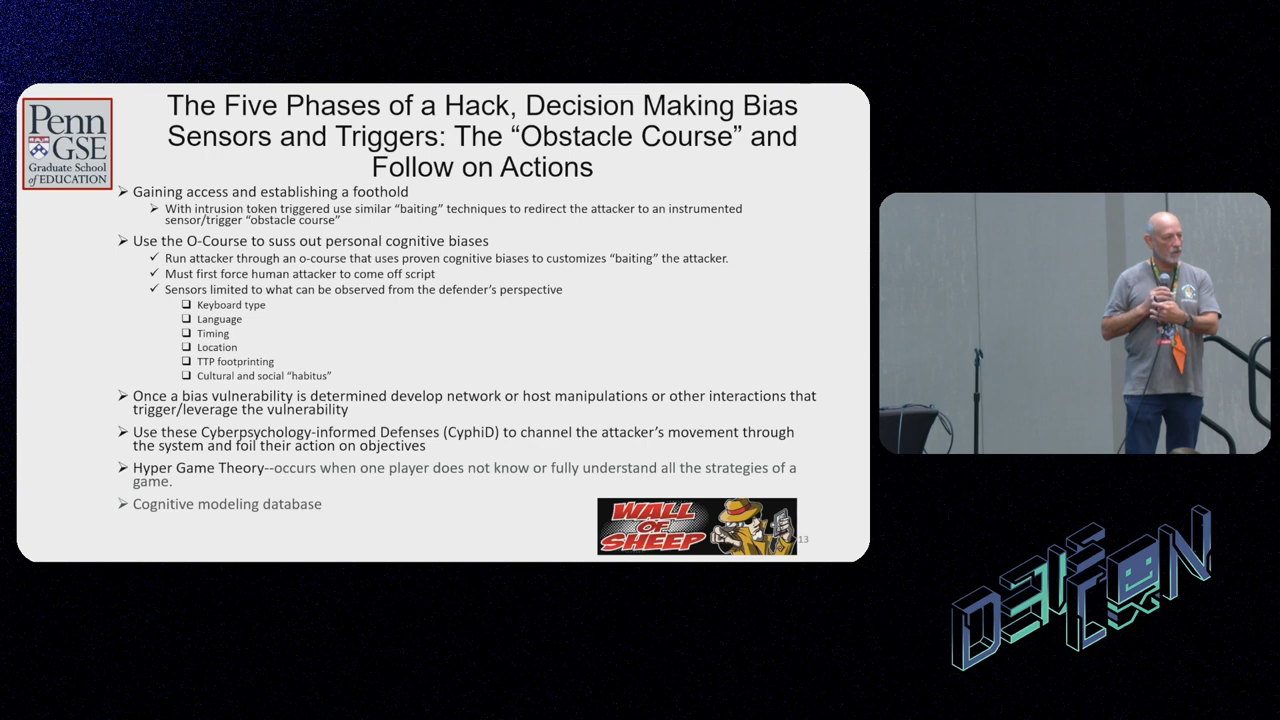 Penn
GSE
Graduate School
of EDUCATION
The Five Phases of a Hack, Decision Making Bias
Sensors and Triggers: The “Obstacle Course” and
Follow on Actions
Gaining access and establishing a foothold
With intrusion token triggered use similar “baiting” techniques to redirect the attacker to an instrumented
sensor/trigger “obstacle course”
Use the O-Course to suss out personal cognitive biases
Run attacker through an o-course that uses proven cognitive biases to customizes “baiting” the attacker.
Must first force human attacker to come off script
Sensors limited to what can be observed from the defender’s perspective
Keyboard type
Language
Timing
Location
TTP footprinting
Cultural and social “habitus”
Once a bias vulnerability is determined develop network or host manipulations or other interactions that
trigger/leverage the vulnerability
Use these Cyberpsychology-informed Defenses (CyphiD) to channel the attacker’s movement through
the system and foil their action on objectives
Hyper Game Theory--occurs when one player does not know or fully understand all the strategies of a
game.
Cognitive modeling database
WALL
OF
SHEEP
13
DEF
CON